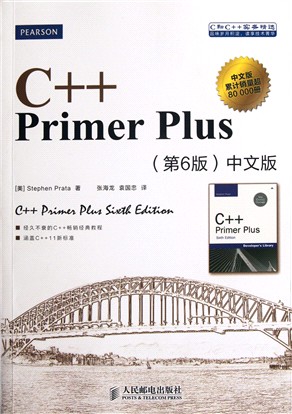 PEARSON
C和C++实务精选
中文版
累计销量超
80 000册
C++
Primer Plus
(第6版) 中文版
[美] Stephen Prata 著 张海龙 袁国忠 译
C++ Primer Plus Sixth Edition
■ 经久不衰的C++畅销经典教程
■ 涵盖C++11新标准
C++
Primer Plus
Sixth Edition
Developer's Library
人民邮电出版社
POSTS & TELECOM PRESS